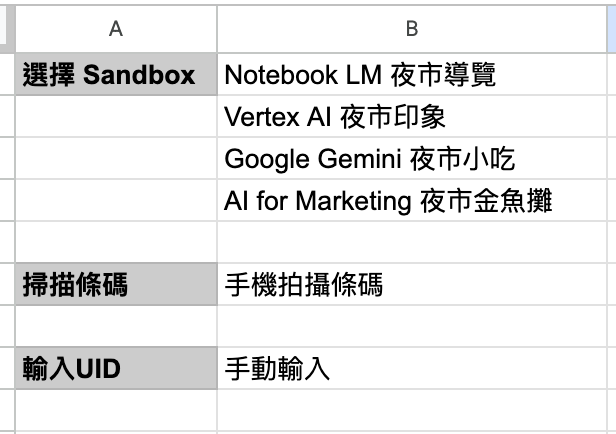 A B
選擇 Sandbox Notebook LM 夜市導覽
Vertex AI 夜市印象
Google Gemini 夜市小吃
AI for Marketing 夜市金魚攤
掃描條碼 手機拍攝條碼
輸入UID 手動輸入